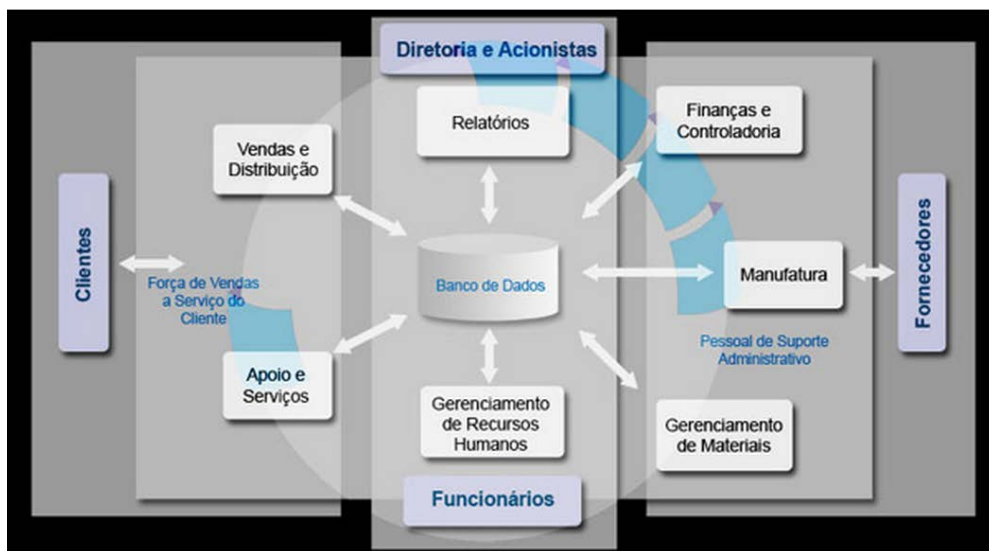 Diretoria e Acionistas
Relatórios
Finanças e
Controladoria
Vendas e
Distribuição
Clientes
Força de Vendas
a Serviço do
Cliente
Banco de Dados
Manufatura
Fornecedores
Pessoal de Suporte
Administrativo
Apoio e
Serviços
Gerenciamento
de Recursos
Humanos
Gerenciamento
de Materiais
Funcionários